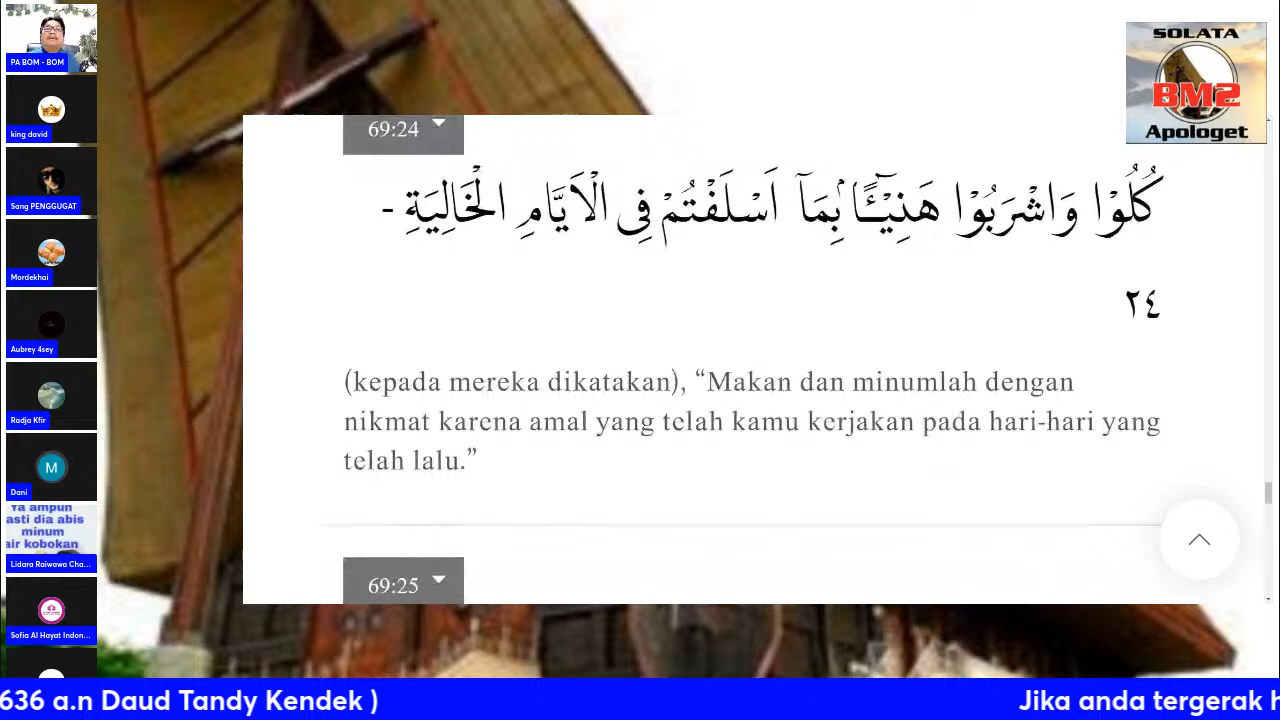 PA BOM - BOM
king david
Sang PENGGUGAT
Mordekhai
Aubrey 4sey
Radja Kfir
M
Dani
Ya ampun
asti dia abis
minum
air kobokan
Lidara Raiwawa Cha...
Sofia Al Hayat Indon...
SOLATA
BM2
Apologet
69:24
كُلُوْا وَاشْرَبُوْا هَنِيْۤـًٔا ۢبِمَآ اَسْلَفْتُمْ فِى الْاَيَّامِ الْخَالِيَةِ -
٢٤
(kepada mereka dikatakan), “Makan dan minumlah dengan
nikmat karena amal yang telah kamu kerjakan pada hari-hari yang
telah lalu.”
69:25
636 a.n Daud Tandy Kendek ) Jika anda tergerak h